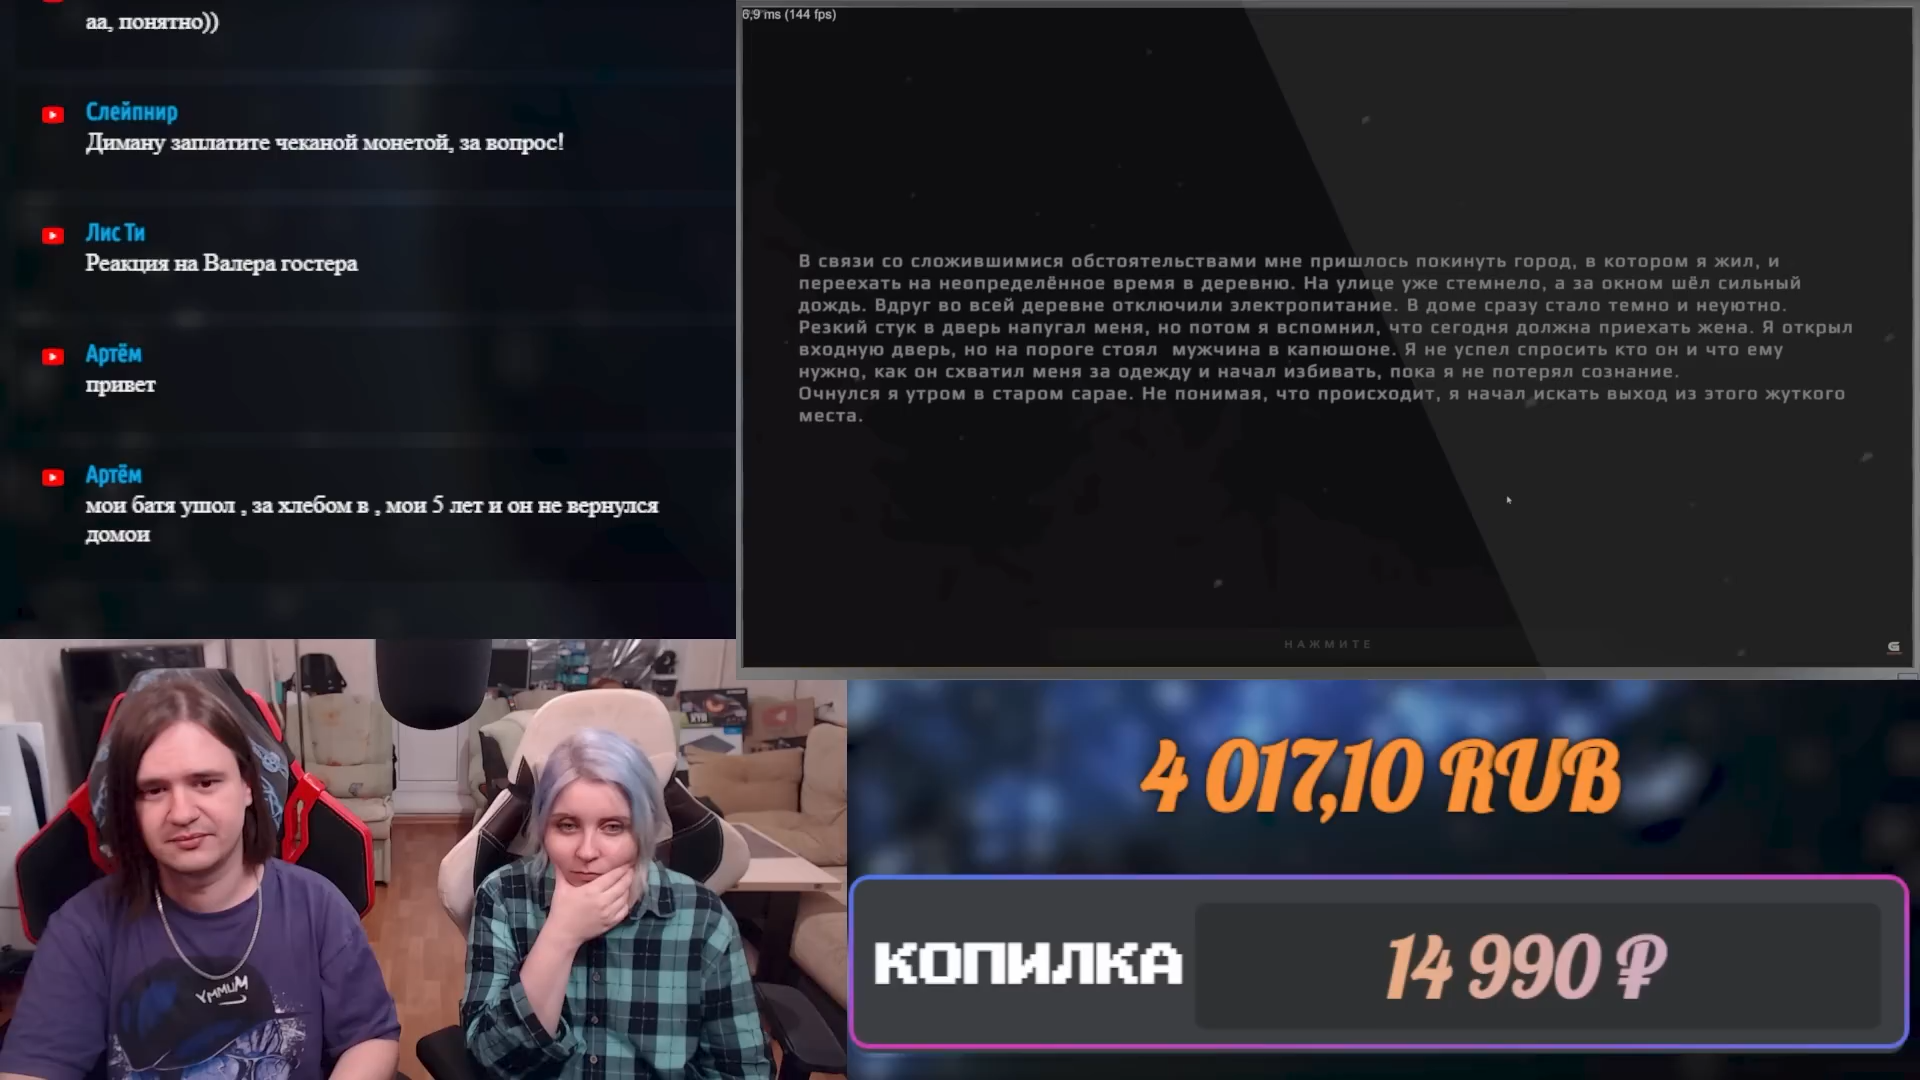 аа, понятно))
Слейпнир
Диману заплатите чеканой монетой, за вопрос!
Лис Ти
Реакция на Валера гостера
Артём
привет
Артём
мои батя ушол , за хлебом в , мои 5 лет и он не вернулся
домои
6,9 ms (144 fps)
В связи со сложившимися обстоятельствами мне пришлось покинуть город, в котором я жил, и
переехать на неопределённое время в деревню. На улице уже стемнело, а за окном шёл сильный
дождь. Вдруг во всей деревне отключили электропитание. В доме сразу стало темно и неуютно.
Резкий стук в дверь напугал меня, но потом я вспомнил, что сегодня должна приехать жена. Я открыл
входную дверь, но на пороге стоял мужчина в капюшоне. Я не успел спросить кто он и что ему
нужно, как он схватил меня за одежду и начал избивать, пока я не потерял сознание.
Очнулся я утром в старом сарае. Не понимая, что происходит, я начал искать выход из этого жуткого
места.
НАЖМИТЕ
4 017,10 RUB
КОПИЛКА
14 990 ₽